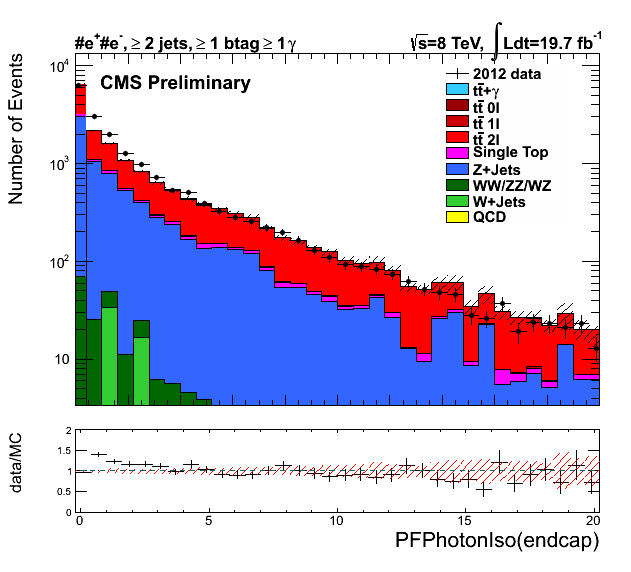 #e⁺#e⁻, ≥ 2 jets, ≥ 1 btag ≥ 1 γ
√s=8 TeV, ∫Ldt=19.7 fb⁻¹
CMS Preliminary
Number of Events
10⁴
10³
10²
10
2012 data
tt̄+γ
tt̄ 0l
tt̄ 1l
tt̄ 2l
Single Top
Z+Jets
WW/ZZ/WZ
W+Jets
QCD
data/MC
2
1.5
1
0.5
0
0 5 10 15 20
PFPhotonIso(endcap)